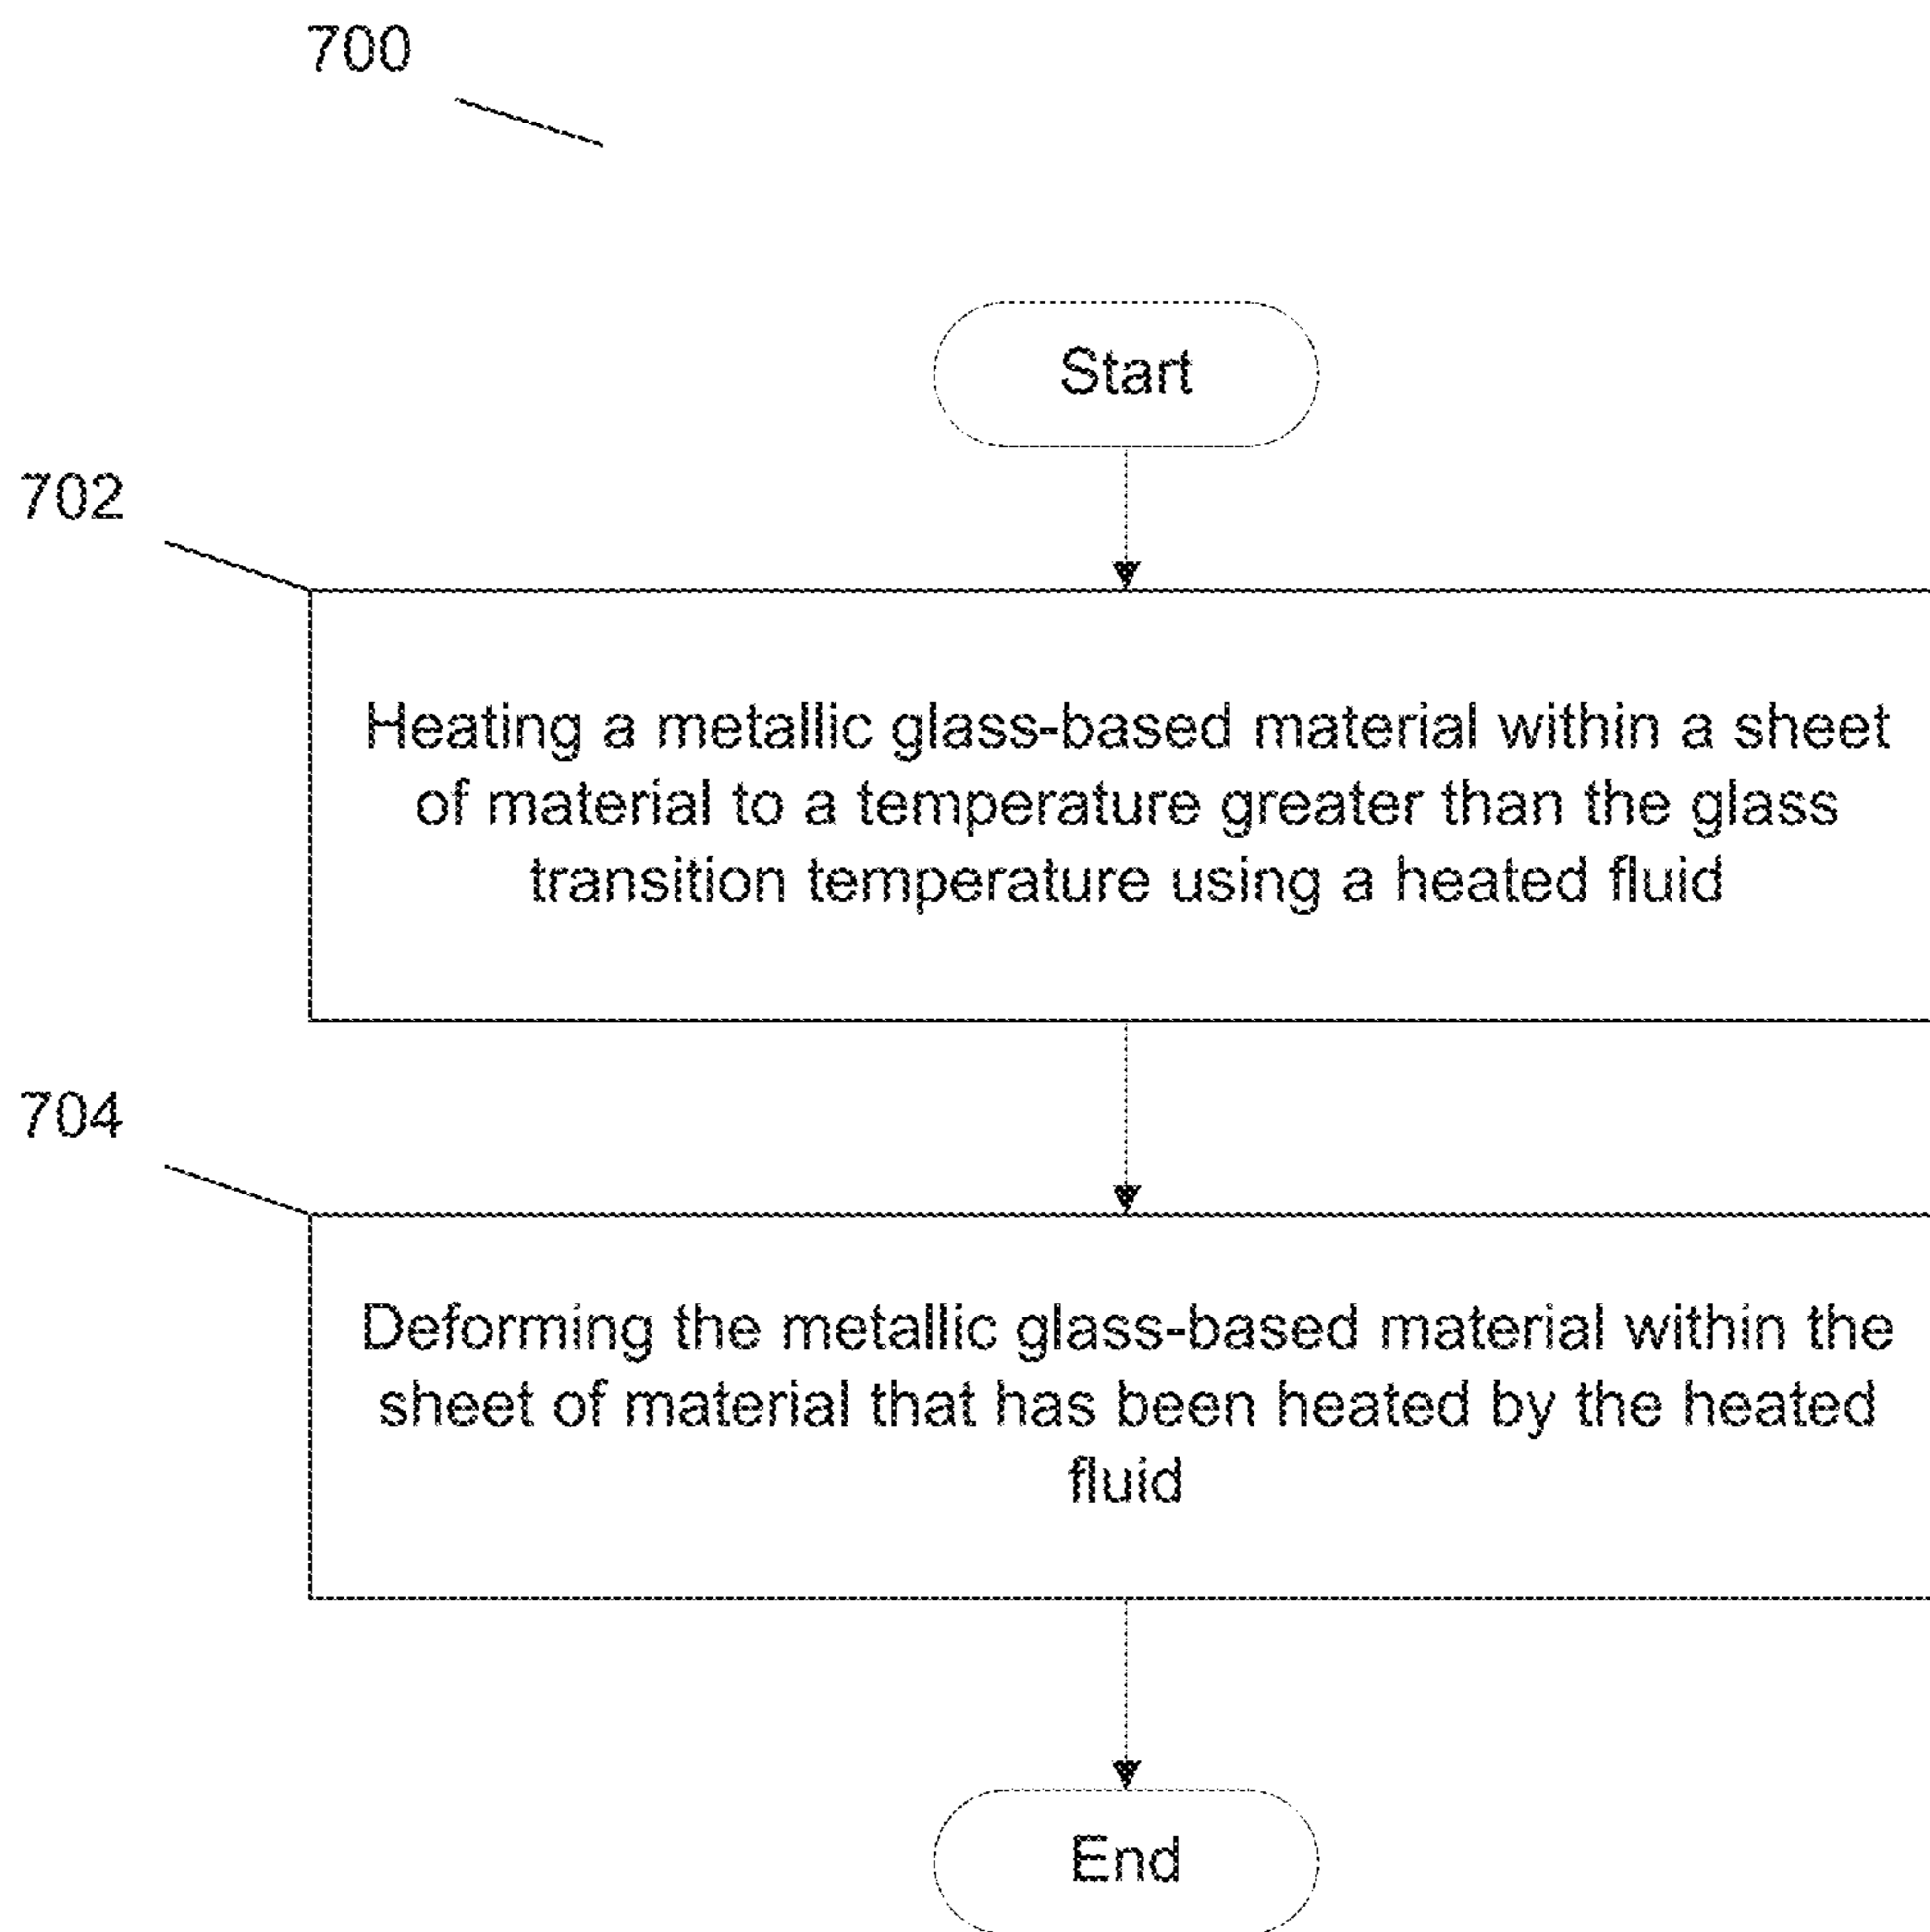 700
Start
702
Heating a metallic glass-based material within a sheet
of material to a temperature greater than the glass
transition temperature using a heated fluid
704
Deforming the metallic glass-based material within the
sheet of material that has been heated by the heated
fluid
End